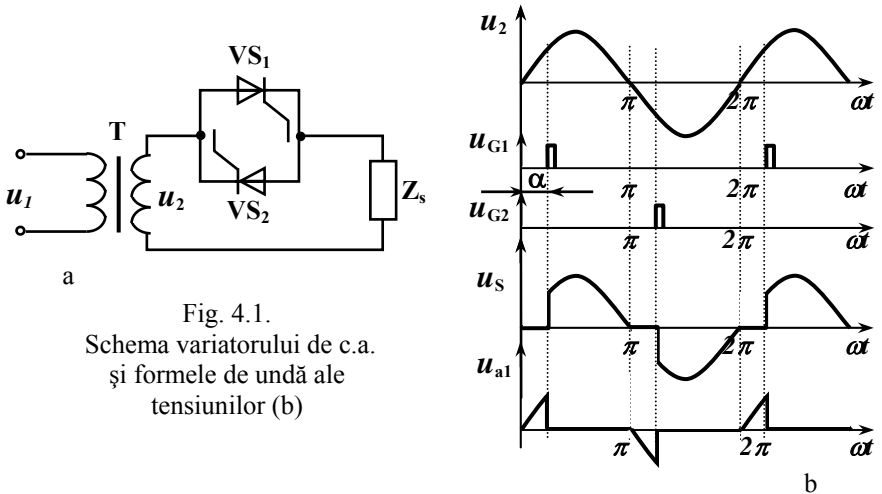 VS₁
T
u₁
u₂
VS₂
Zₛ
a
Fig. 4.1.
Schema variatorului de c.a.
şi formele de undă ale
tensiunilor (b)
u₂
π
2π
ωt
u_G1
π
2π
ωt
α
u_G2
π
2π
ωt
u_S
π
2π
ωt
u_a1
π
2π
ωt
b